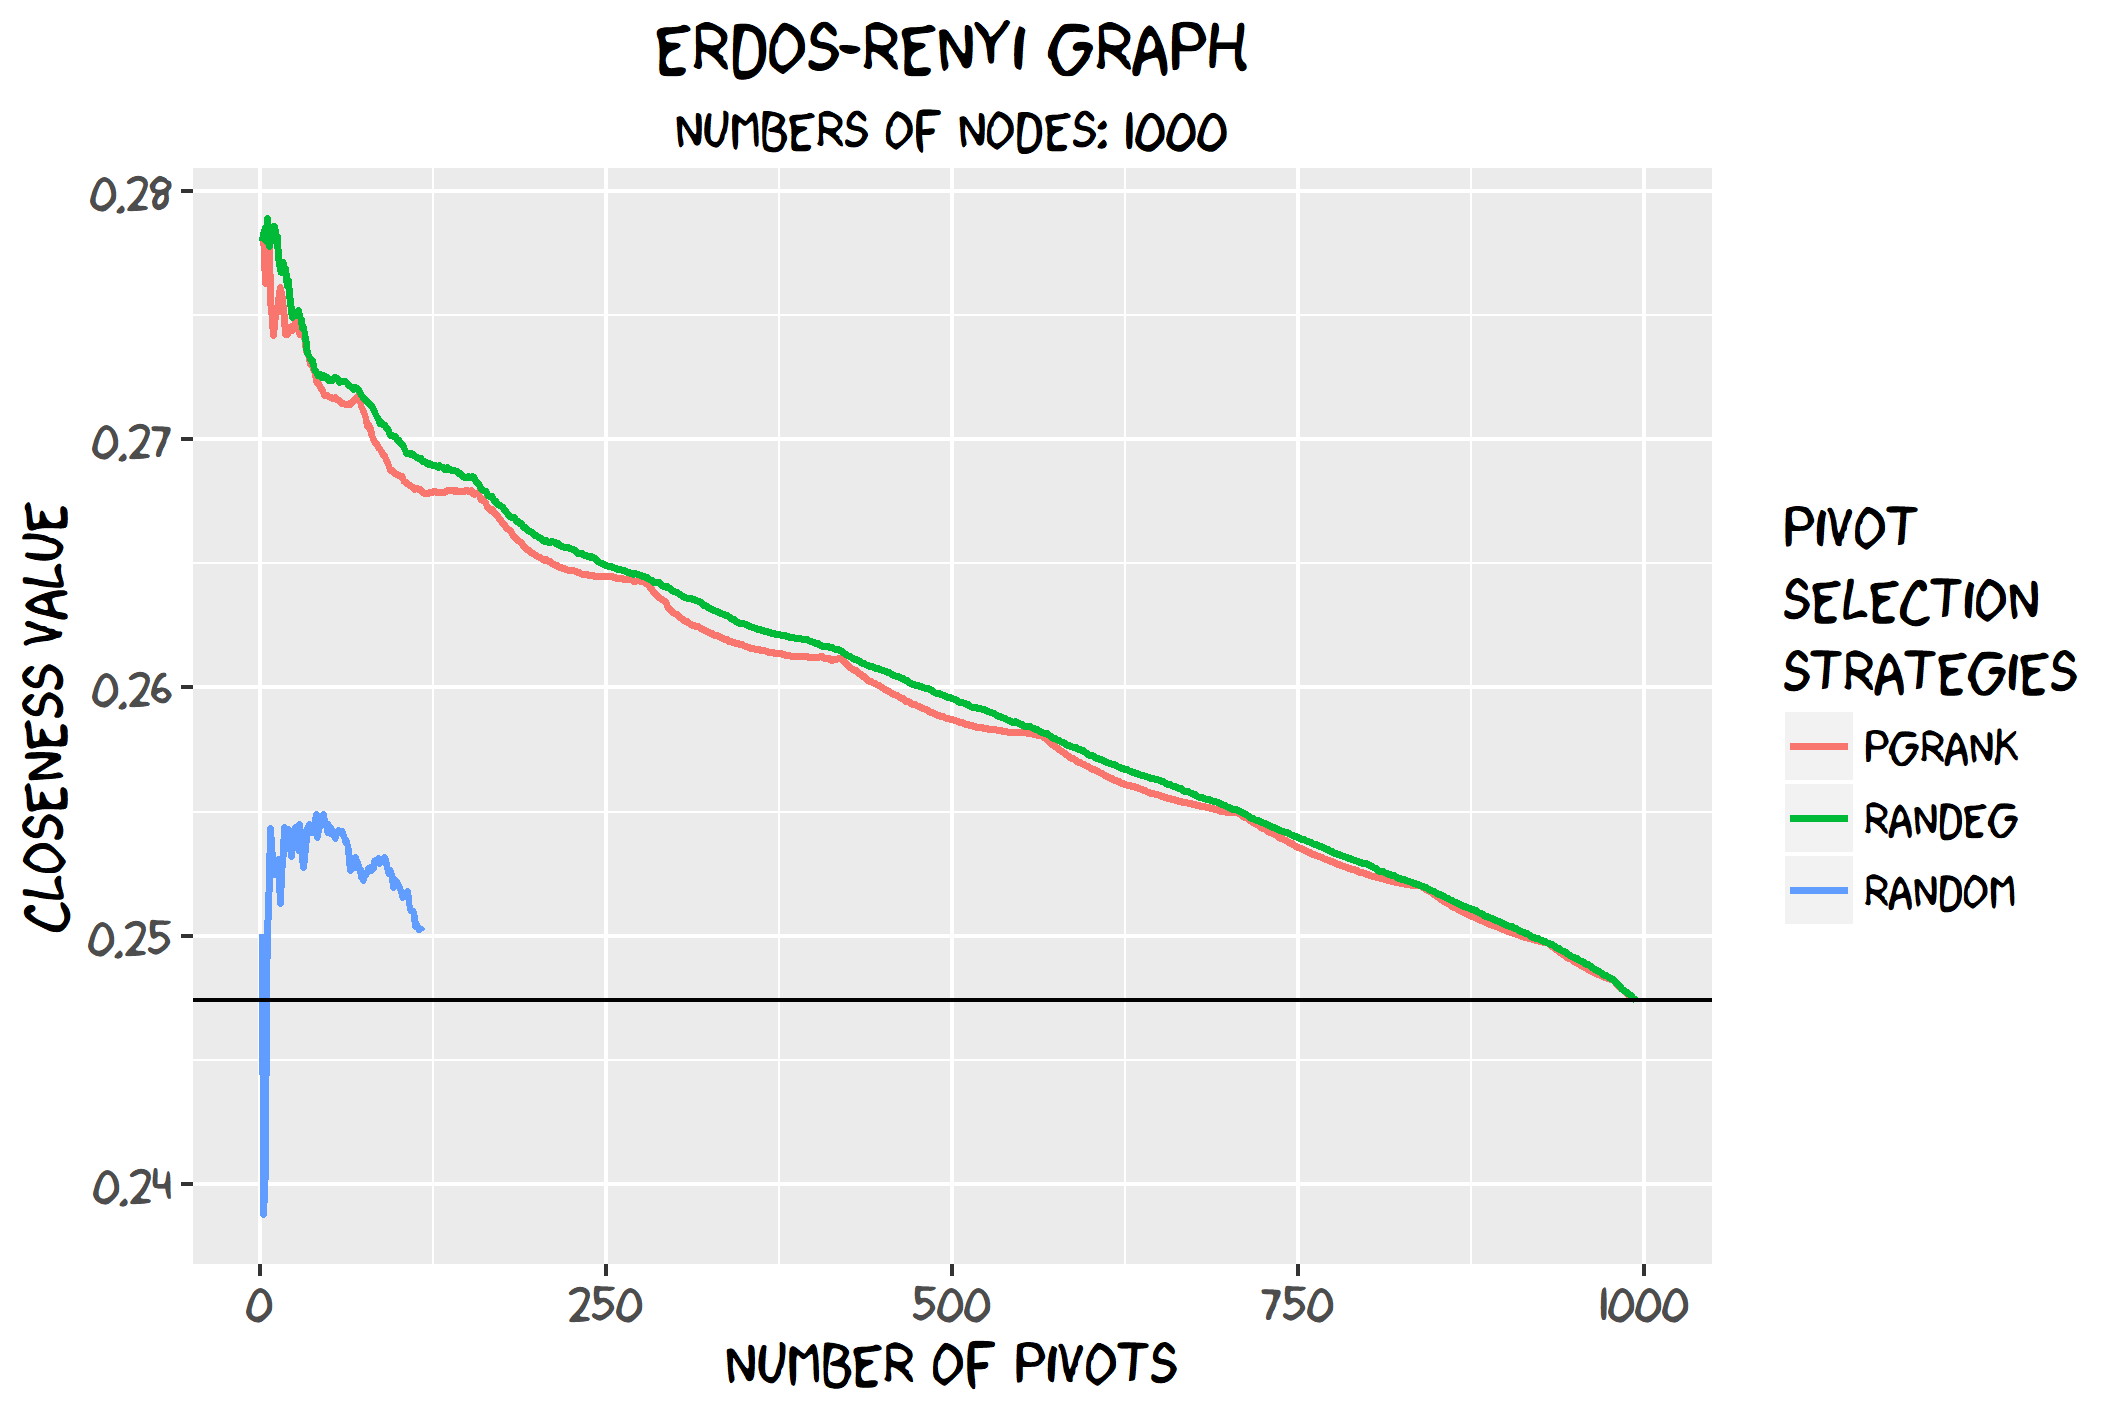 ERDOS-RENYI GRAPH
NUMBERS OF NODES: 1000
0.28
0.27
0.26
0.25
0.24
CLOSENESS VALUE
0 250 500 750 1000
NUMBER OF PIVOTS
PIVOT
SELECTION
STRATEGIES
PGRANK
RANDEG
RANDOM